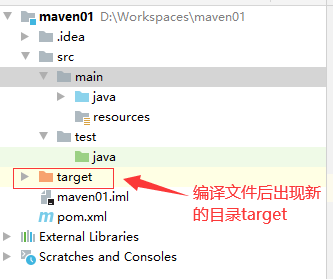 maven01 D:\Workspaces\maven01
.idea
src
main
java
resources
test
java
target
编译文件后出现新
的目录target
maven01.iml
pom.xml
External Libraries
Scratches and Consoles